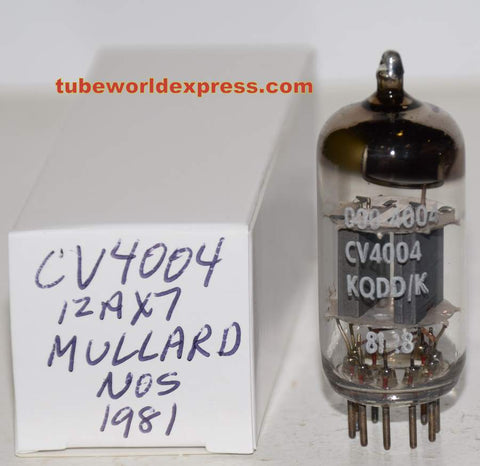 tubeworldexpress.com
CV4004
12AX7
MULLARD
NOS
1981
CV4004
KQDD/K